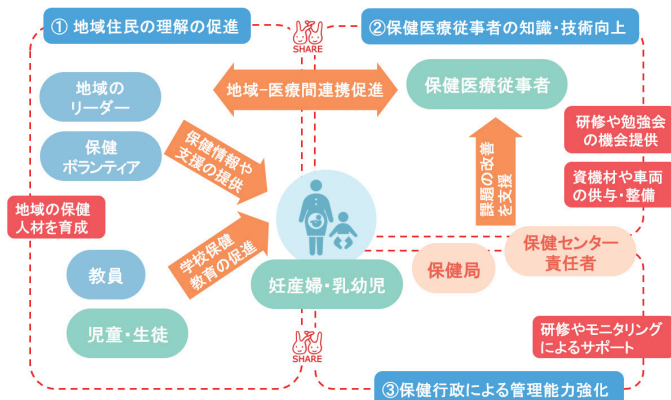 ① 地域住民の理解の促進
SHARE
②保健医療従事者の知識・技術向上
地域の
リーダー
地域-医療間連携促進
保健医療従事者
保健
ボランティア
保健情報や
支援の提供
課題の改善
を支援
研修や勉強会
の機会提供
資機材や車両
の供与・整備
地域の保健
人材を育成
学校保健
教育の促進
教員
児童・生徒
妊産婦・乳幼児
保健局
保健センター
責任者
研修やモニタリング
によるサポート
SHARE
③保健行政による管理能力強化